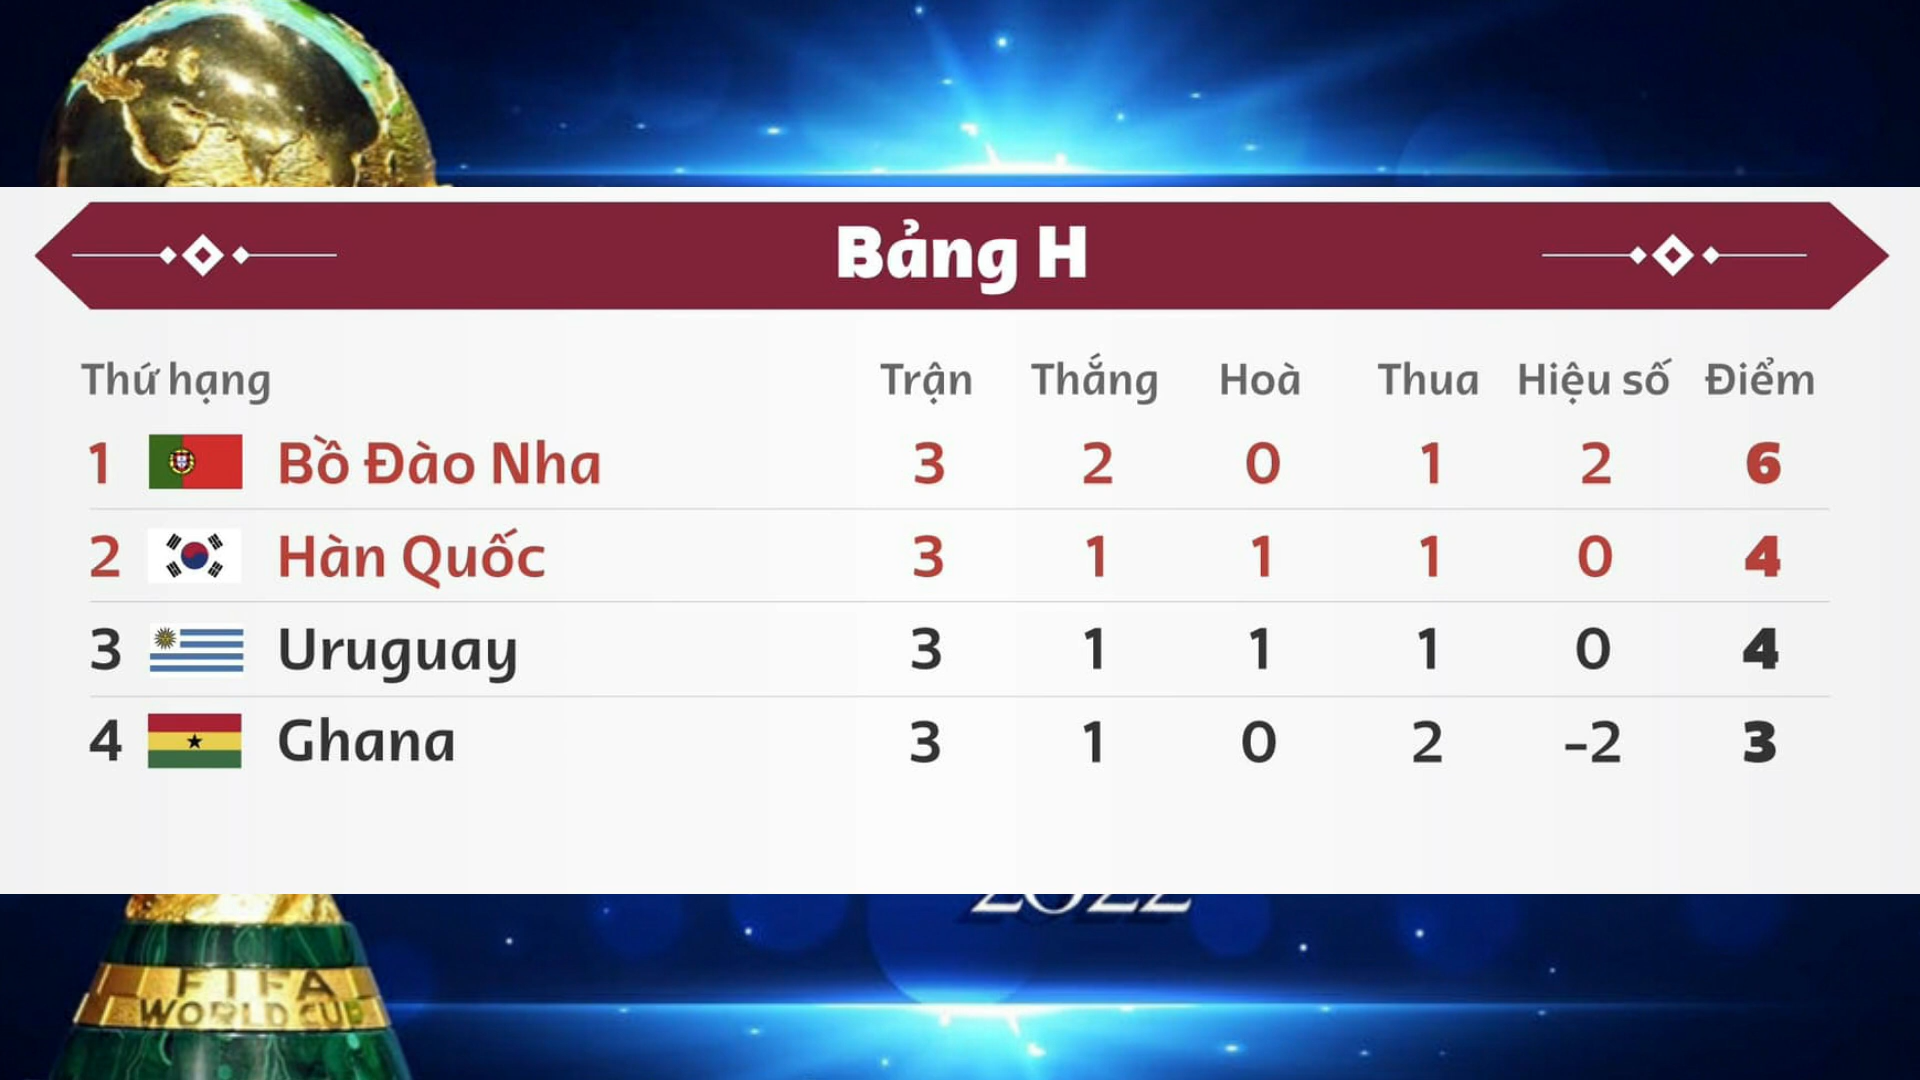 Bảng H
Thứ hạng Trận Thắng Hoà Thua Hiệu số Điểm
1 Bồ Đào Nha 3 2 0 1 2 6
2 Hàn Quốc 3 1 1 1 0 4
3 Uruguay 3 1 1 1 0 4
4 Ghana 3 1 0 2 -2 3
2022
FIFA
WORLD CUP